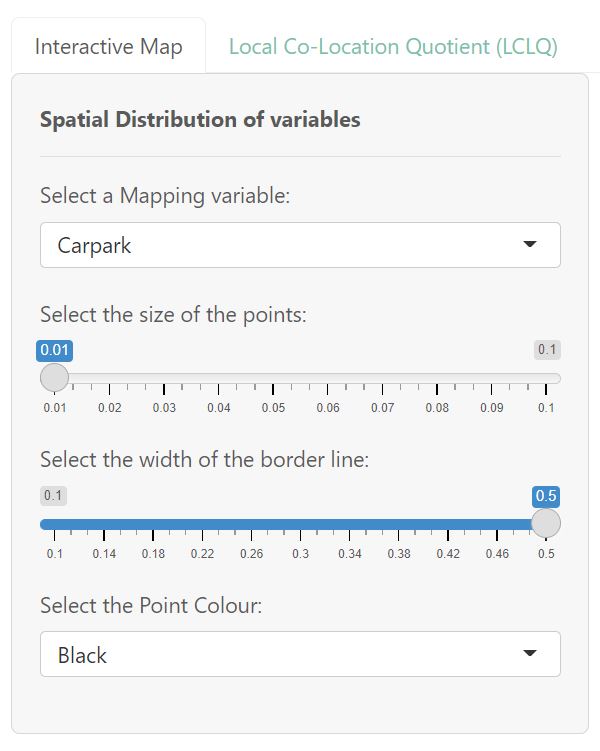 Interactive Map Local Co-Location Quotient (LCLQ)
Spatial Distribution of variables
Select a Mapping variable:
Carpark
Select the size of the points:
0.01 0.1
0.01 0.02 0.03 0.04 0.05 0.06 0.07 0.08 0.09 0.1
Select the width of the border line:
0.1 0.5
0.1 0.14 0.18 0.22 0.26 0.3 0.34 0.38 0.42 0.46 0.5
Select the Point Colour:
Black